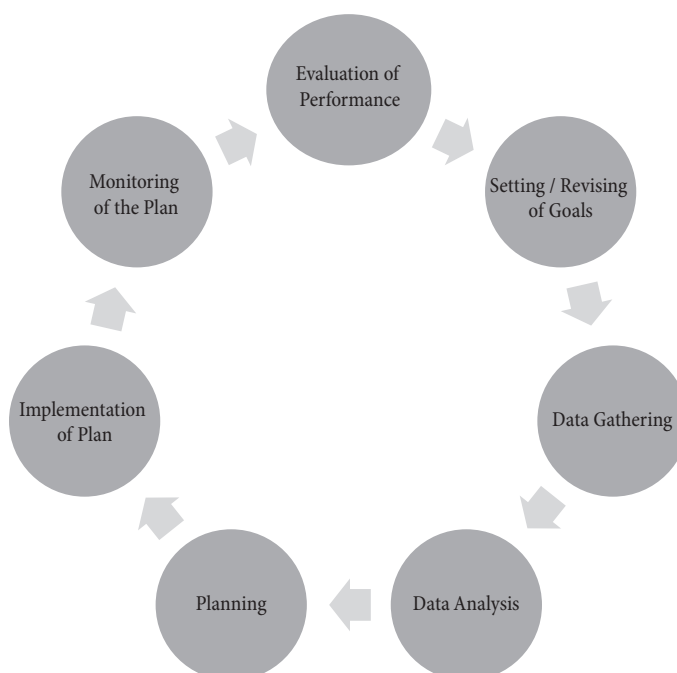 Evaluation of
Performance
Setting / Revising
of Goals
Data Gathering
Data Analysis
Planning
Implementation
of Plan
Monitoring
of the Plan